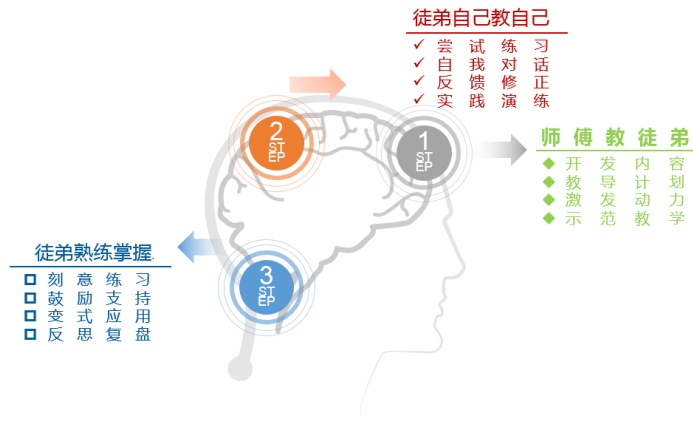 徒弟自己教自己
尝试练习
自我对话
反馈修正
实践演练
2
ST
EP
1
ST
EP
师傅教徒弟
开发内容
教导计划
激发动力
示范教学
徒弟熟练掌握.
刻意练习
鼓励支持
变式应用
反思复盘
3
ST
EP